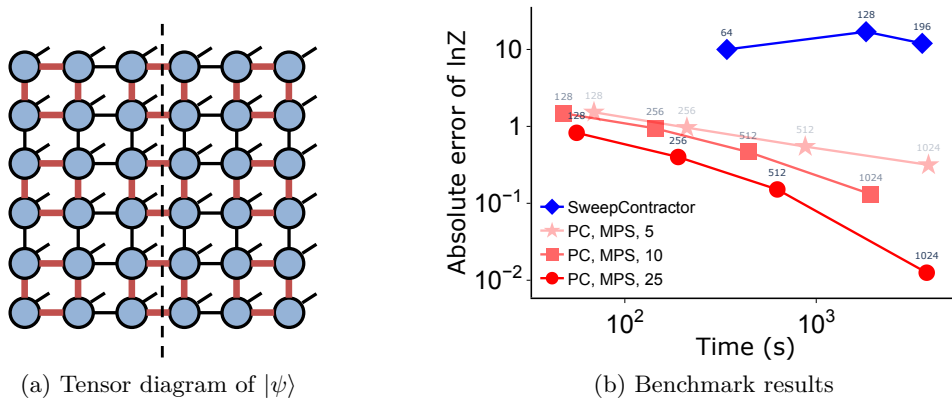 64
128
196
10
128
128
256
256
512
512
1024
1
128
256
512
1024
10⁻¹
1024
10⁻²
Absolute error of lnZ
SweepContractor
PC, MPS, 5
PC, MPS, 10
PC, MPS, 25
10²
10³
Time (s)
(a) Tensor diagram of |ψ⟩
(b) Benchmark results